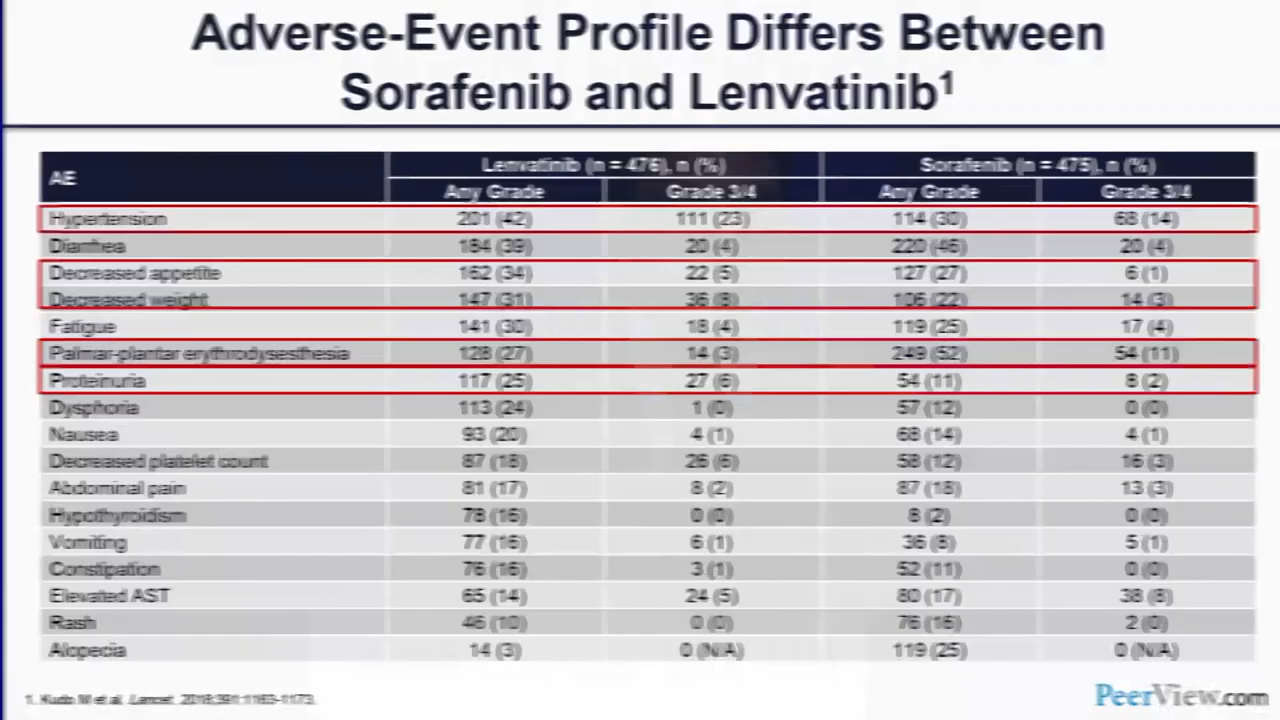 Adverse-Event Profile Differs Between
Sorafenib and Lenvatinib1
AE Lenvatinib (n = 476), n (%) Sorafenib (n = 475), n (%)
Any Grade Grade 3/4 Any Grade Grade 3/4
Hypertension 201 (42) 111 (23) 114 (30) 68 (14)
Diarrhea 184 (39) 20 (4) 220 (46) 20 (4)
Decreased appetite 162 (34) 22 (5) 127 (27) 6 (1)
Decreased weight 147 (31) 36 (8) 106 (22) 14 (3)
Fatigue 141 (30) 18 (4) 119 (25) 17 (4)
Palmar-plantar erythrodysesthesia 128 (27) 14 (3) 249 (52) 54 (11)
Proteinuria 117 (25) 27 (6) 54 (11) 8 (2)
Dysphoria 113 (24) 1 (0) 57 (12) 0 (0)
Nausea 93 (20) 4 (1) 68 (14) 4 (1)
Decreased platelet count 87 (18) 26 (6) 58 (12) 16 (3)
Abdominal pain 81 (17) 8 (2) 87 (18) 13 (3)
Hypothyroidism 78 (16) 0 (0) 8 (2) 0 (0)
Vomiting 77 (16) 6 (1) 36 (8) 5 (1)
Constipation 76 (16) 3 (1) 52 (11) 0 (0)
Elevated AST 65 (14) 24 (5) 80 (17) 38 (8)
Rash 46 (10) 0 (0) 76 (16) 2 (0)
Alopecia 14 (3) 0 (N/A) 119 (25) 0 (N/A)
1. Kudo M et al. Lancet. 2018;391:1163-1173.
PeerView.com